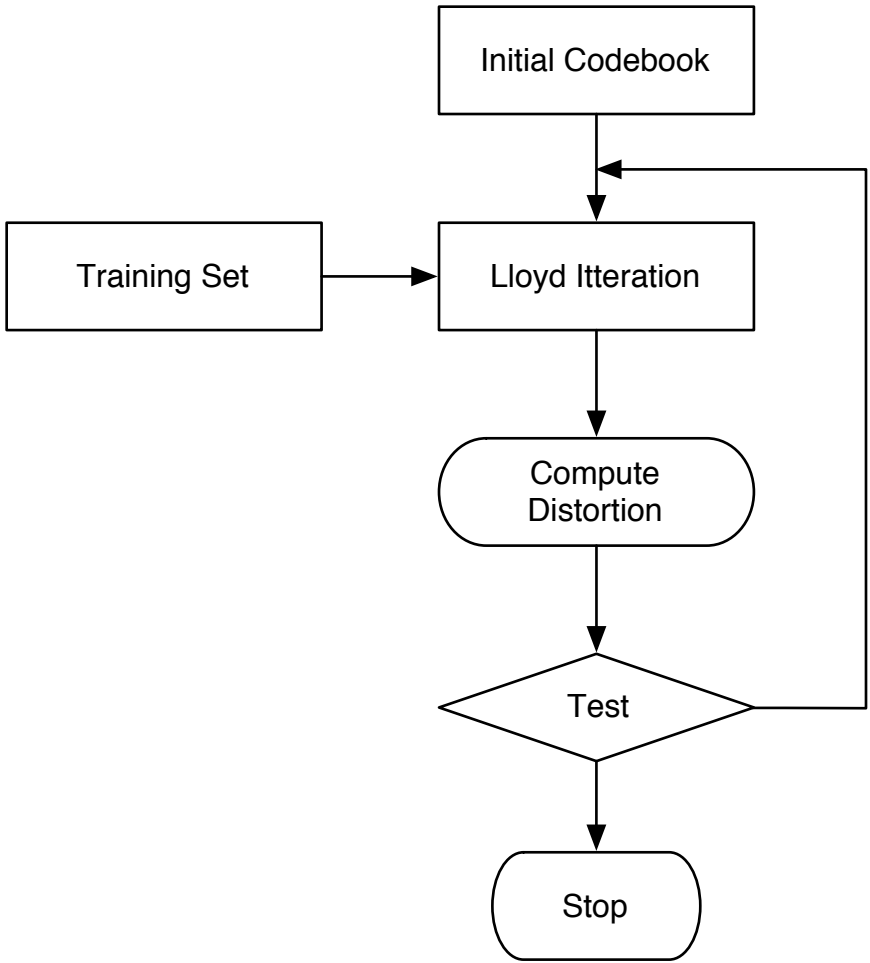 Initial Codebook
Training Set
Lloyd Itteration
Compute
Distortion
Test
Stop